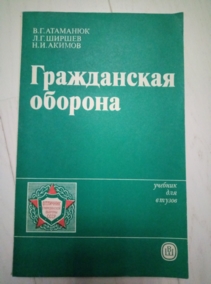 В.Г. АТАМАНЮК
Л.Г. ШИРШЕВ
Н.И. АКИМОВ
Гражданская
оборона
учебник
для
втузов